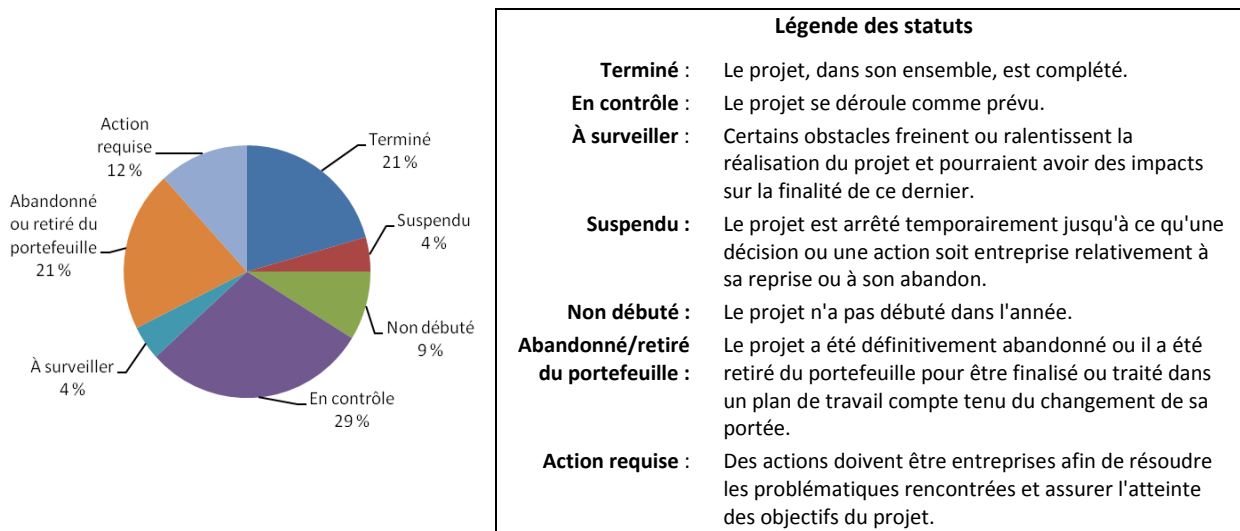 Action
requise
12 %
Terminé
21 %
Abandonné
ou retiré du
portefeuille
21 %
Suspendu
4 %
Non débuté
9 %
À surveiller
4 %
En contrôle
29 %
Légende des statuts
Terminé : Le projet, dans son ensemble, est complété.
En contrôle : Le projet se déroule comme prévu.
À surveiller : Certains obstacles freinent ou ralentissent la
réalisation du projet et pourraient avoir des impacts
sur la finalité de ce dernier.
Suspendu : Le projet est arrêté temporairement jusqu'à ce qu'une
décision ou une action soit entreprise relativement à
sa reprise ou à son abandon.
Non débuté : Le projet n'a pas débuté dans l'année.
Abandonné/retiré Le projet a été définitivement abandonné ou il a été
du portefeuille : retiré du portefeuille pour être finalisé ou traité dans
un plan de travail compte tenu du changement de sa
portée.
Action requise : Des actions doivent être entreprises afin de résoudre
les problématiques rencontrées et assurer l'atteinte
des objectifs du projet.